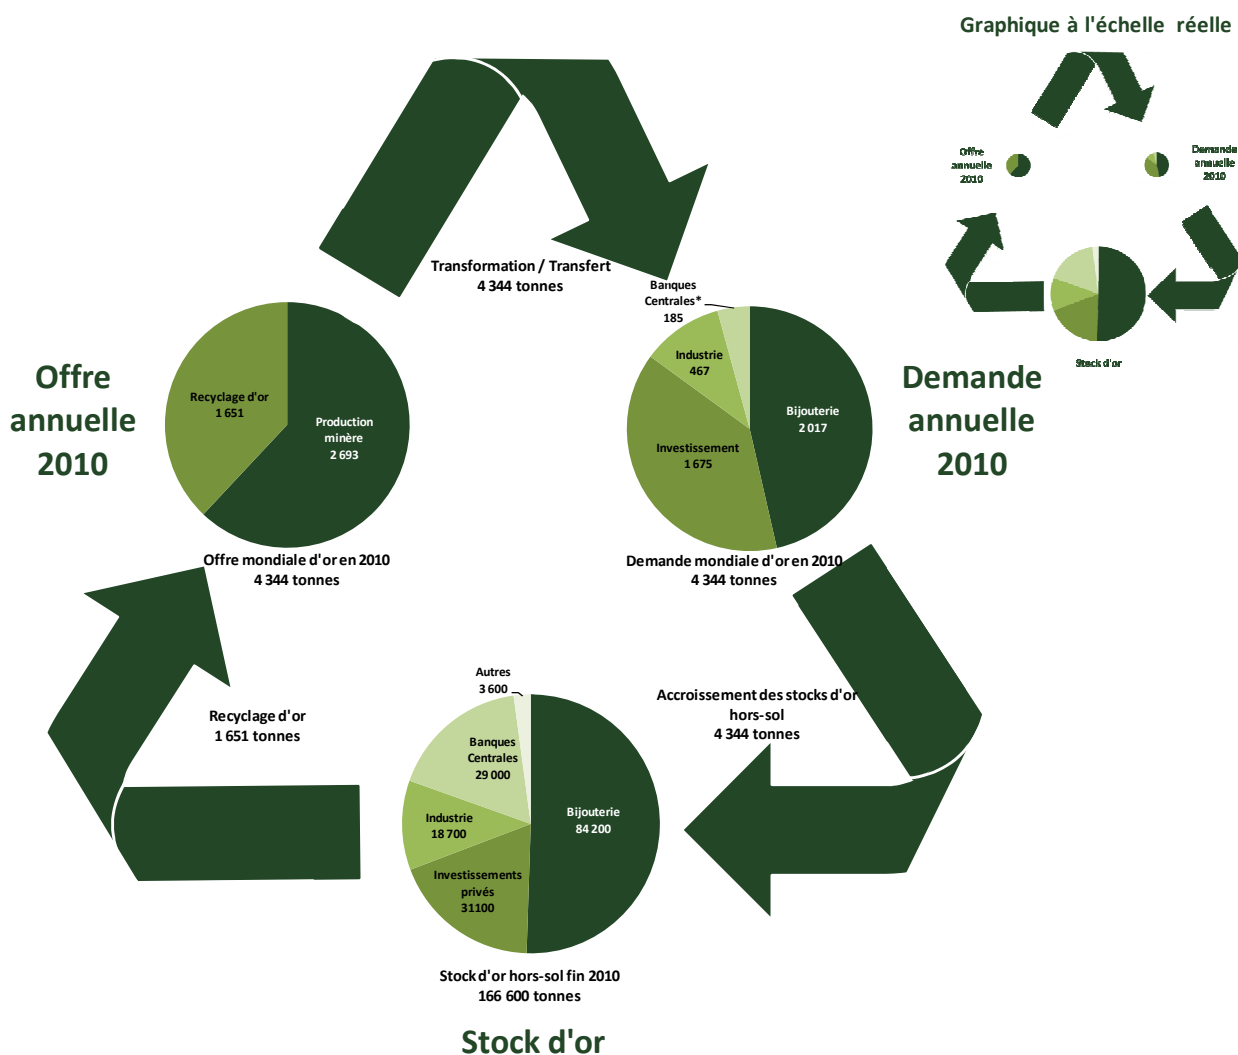 Graphique à l'échelle réelle
Offre
annuelle
2010
Demande
annuelle
2010
Stock d'or
Transformation / Transfert
4 344 tonnes
Offre
annuelle
2010
Recyclage d'or
1 651
Production
minère
2 693
Offre mondiale d'or en 2010
4 344 tonnes
Banques
Centrales*
185
Industrie
467
Bijouterie
2 017
Investissement
1 675
Demande mondiale d'or en 2010
4 344 tonnes
Demande
annuelle
2010
Recyclage d'or
1 651 tonnes
Accroissement des stocks d'or
hors-sol
4 344 tonnes
Autres
3 600
Banques
Centrales
29 000
Industrie
18 700
Bijouterie
84 200
Investissements
privés
31100
Stock d'or hors-sol fin 2010
166 600 tonnes
Stock d'or